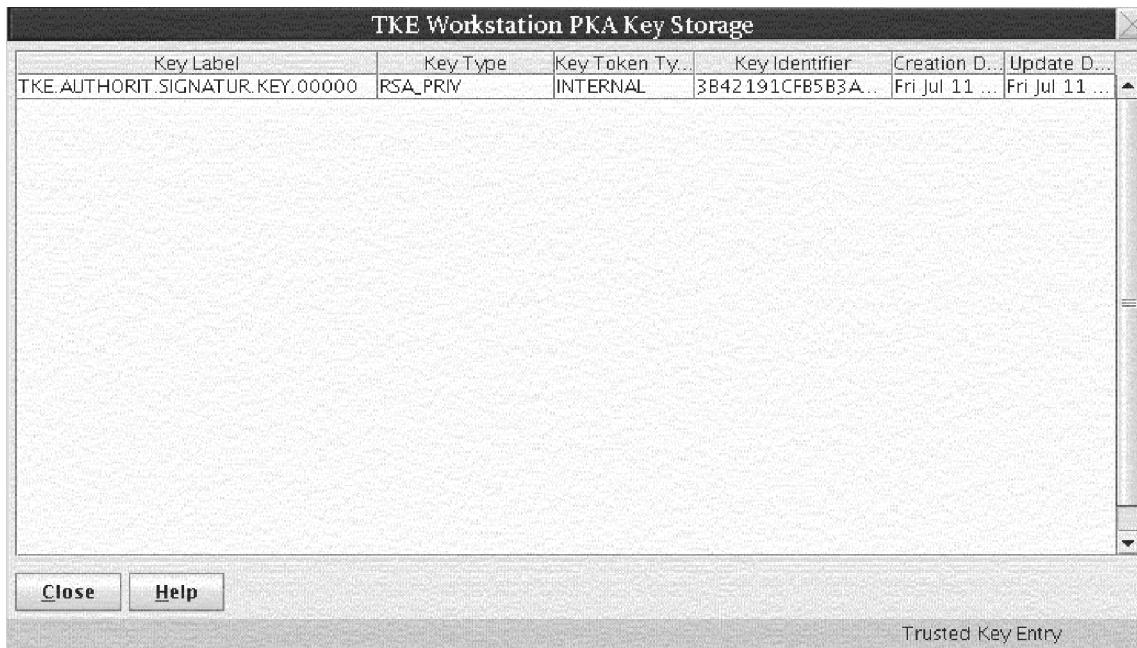 TKE Workstation PKA Key Storage
Key Label Key Type Key Token Ty... Key Identifier Creation D... Update D...
TKE.AUTHORIT.SIGNATUR.KEY.00000 RSA_PRIV INTERNAL 3B42191CFB5B3A... Fri Jul 11 ... Fri Jul 11 ...
Close Help
Trusted Key Entry